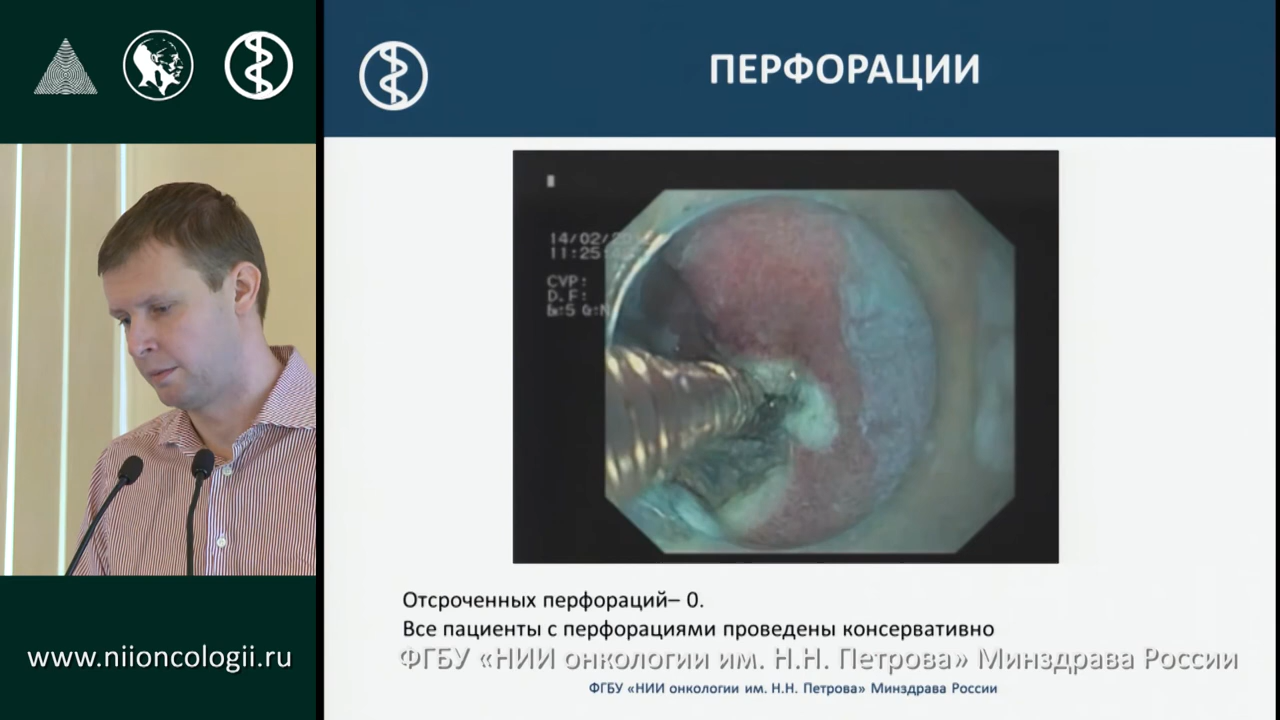 ПЕРФОРАЦИИ
14/02/
11:25
CVP:
D.F:
Отсроченных перфораций– 0.
Все пациенты с перфорациями проведены консервативно
ФГБУ «НИИ онкологии им. Н.Н. Петрова» Минздрава России
ФГБУ «НИИ онкологии им. Н.Н. Петрова» Минздрава России
www.niioncologii.ru